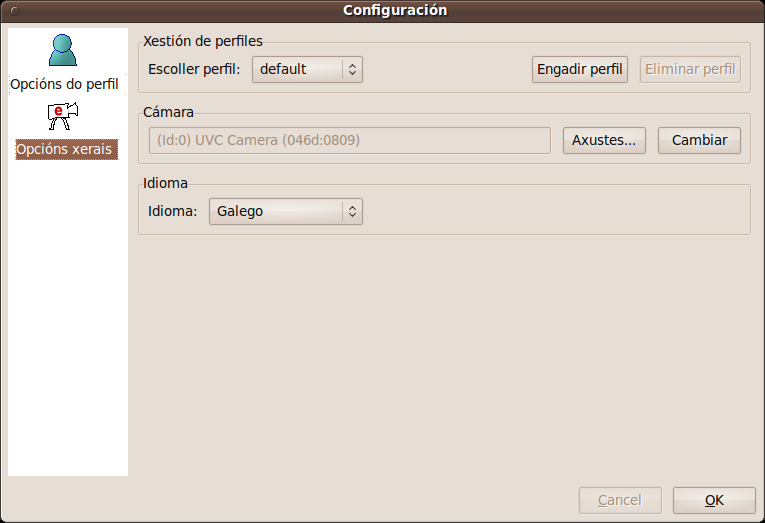 Configuración
Opcións do perfil
e
Opcións xerais
Xestión de perfiles
Escoller perfil: default Engadir perfil Eliminar perfil
Cámara
(Id:0) UVC Camera (046d:0809) Axustes... Cambiar
Idioma
Idioma: Galego
Cancel OK